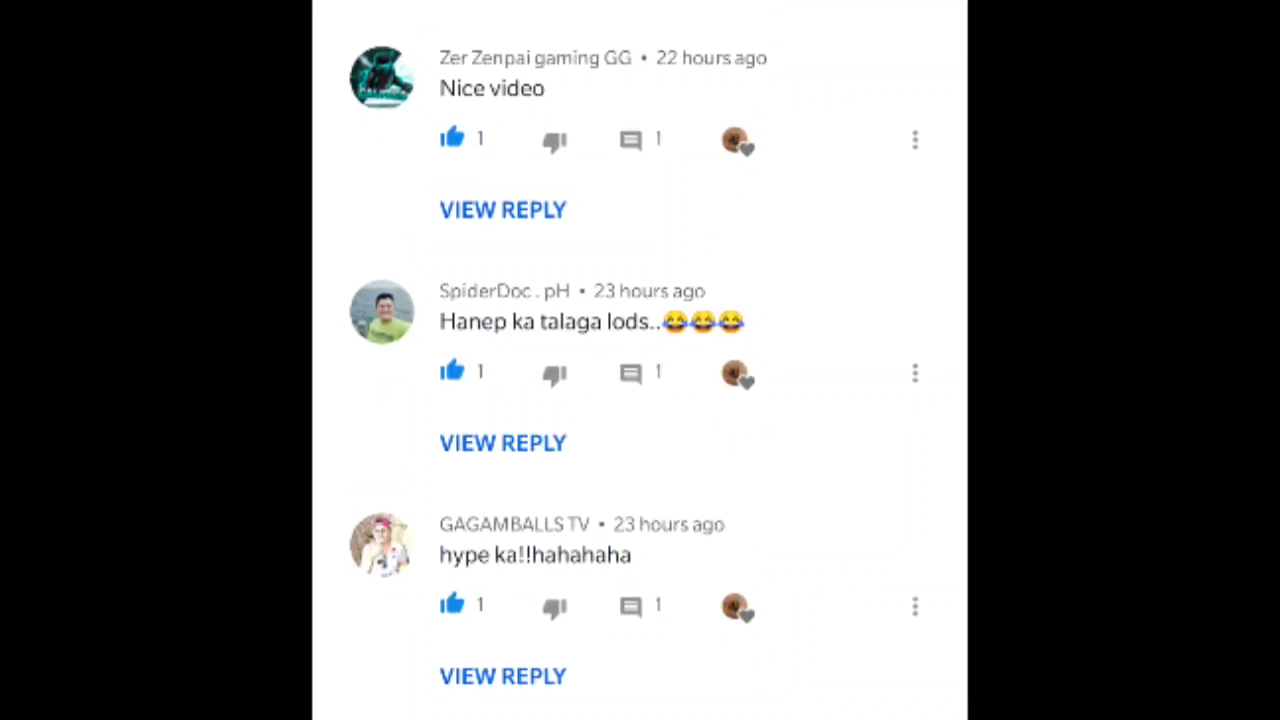 Zer Zenpai gaming GG • 22 hours ago
Nice video
1 1
VIEW REPLY
SpiderDoc . pH • 23 hours ago
Hanep ka talaga lods..😂😂😂
1 1
VIEW REPLY
GAGAMBALLS TV • 23 hours ago
hype ka!!hahahaha
1 1
VIEW REPLY